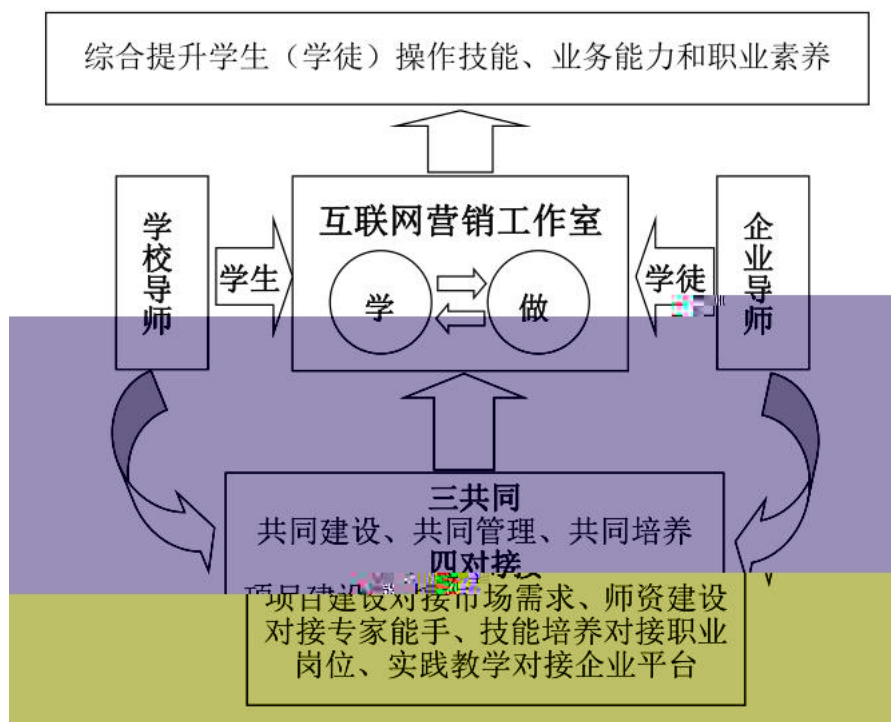 综合提升学生（学徒）操作技能、业务能力和职业素养
学校导师
学生
互联网营销工作室
学
做
学徒
企业导师
三共同
共同建设、共同管理、共同培养
四对接
项目建设对接市场需求、师资建设
对接专家能手、技能培养对接职业
岗位、实践教学对接企业平台